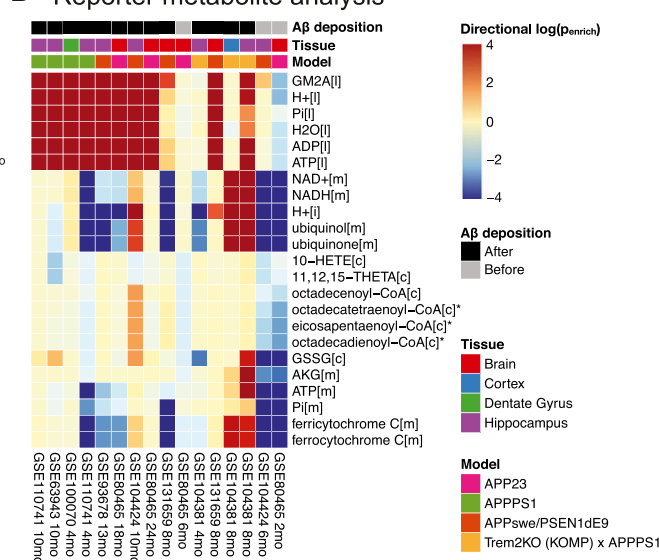 Reporter metabolite analysis
Aβ deposition
Tissue
Model
GM2A[l]
H+[l]
Pi[l]
H2O[l]
ADP[l]
ATP[l]
NAD+[m]
NADH[m]
H+[i]
ubiquinol[m]
ubiquinone[m]
10−HETE[c]
11,12,15−THETA[c]
octadecenoyl−CoA[c]
octadecatetraenoyl−CoA[c]*
eicosapentaenoyl−CoA[c]*
octadecadienoyl−CoA[c]*
GSSG[c]
AKG[m]
ATP[m]
Pi[m]
ferricytochrome C[m]
ferrocytochrome C[m]
GSE110741 10mo
GSE63943 10mo
GSE100070 4mo
GSE110741 4mo
GSE93678 13mo
GSE80465 18mo
GSE104424 10mo
GSE80465 24mo
GSE131659 8mo
GSE80465 6mo
GSE104381 4mo
GSE131659 8mo
GSE104381 8mo
GSE104381 8mo
GSE104424 6mo
GSE80465 2mo
Directional log(penrich)
4
2
0
−2
−4
Aβ deposition
After
Before
Tissue
Brain
Cortex
Dentate Gyrus
Hippocampus
Model
APP23
APPPS1
APPswe/PSEN1dE9
Trem2KO (KOMP) x APPPS1